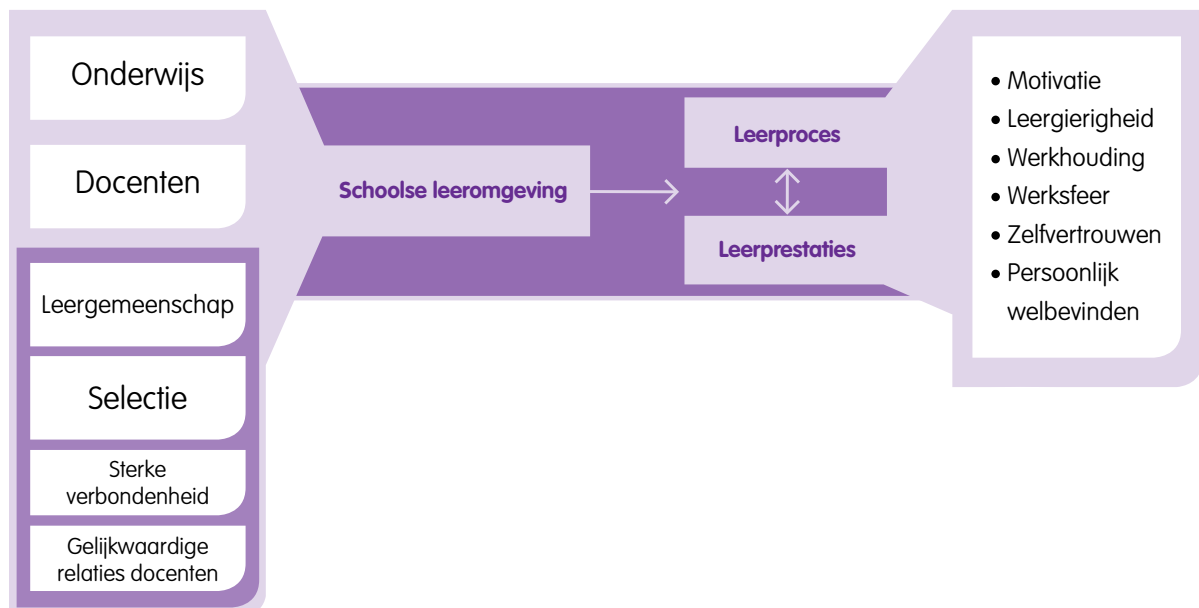 Onderwijs
Docenten
Leergemeenschap
Selectie
Sterke
verbondenheid
Gelijkwaardige
relaties docenten
Schoolse leeromgeving
Leerproces
Leerprestaties
• Motivatie
• Leergierigheid
• Werkhouding
• Werksfeer
• Zelfvertrouwen
• Persoonlijk
welbevinden